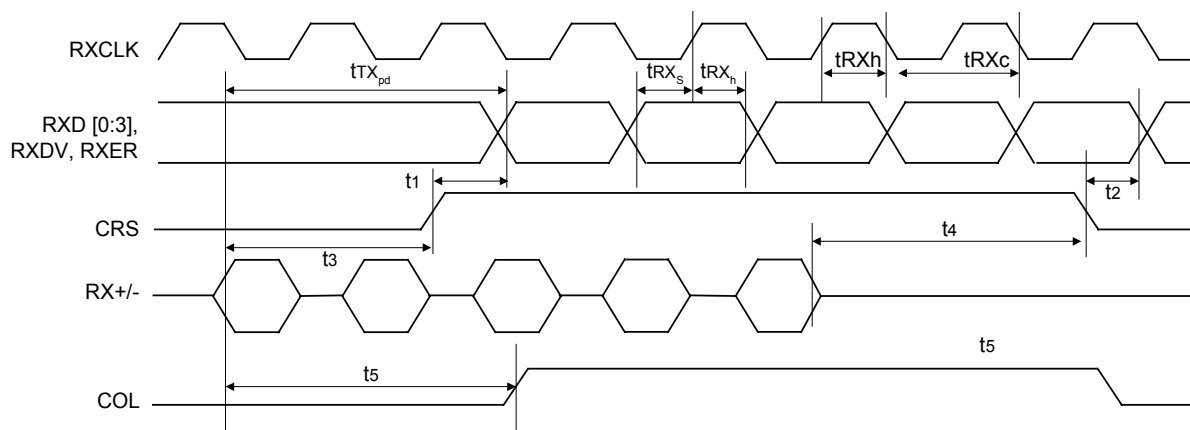 RXCLK
tTXpd
tRXS
tRXh
tRXh
tRXc
RXD [0:3],
RXDV, RXER
t1
t2
CRS
t3
t4
RX+/-
t5
t5
COL